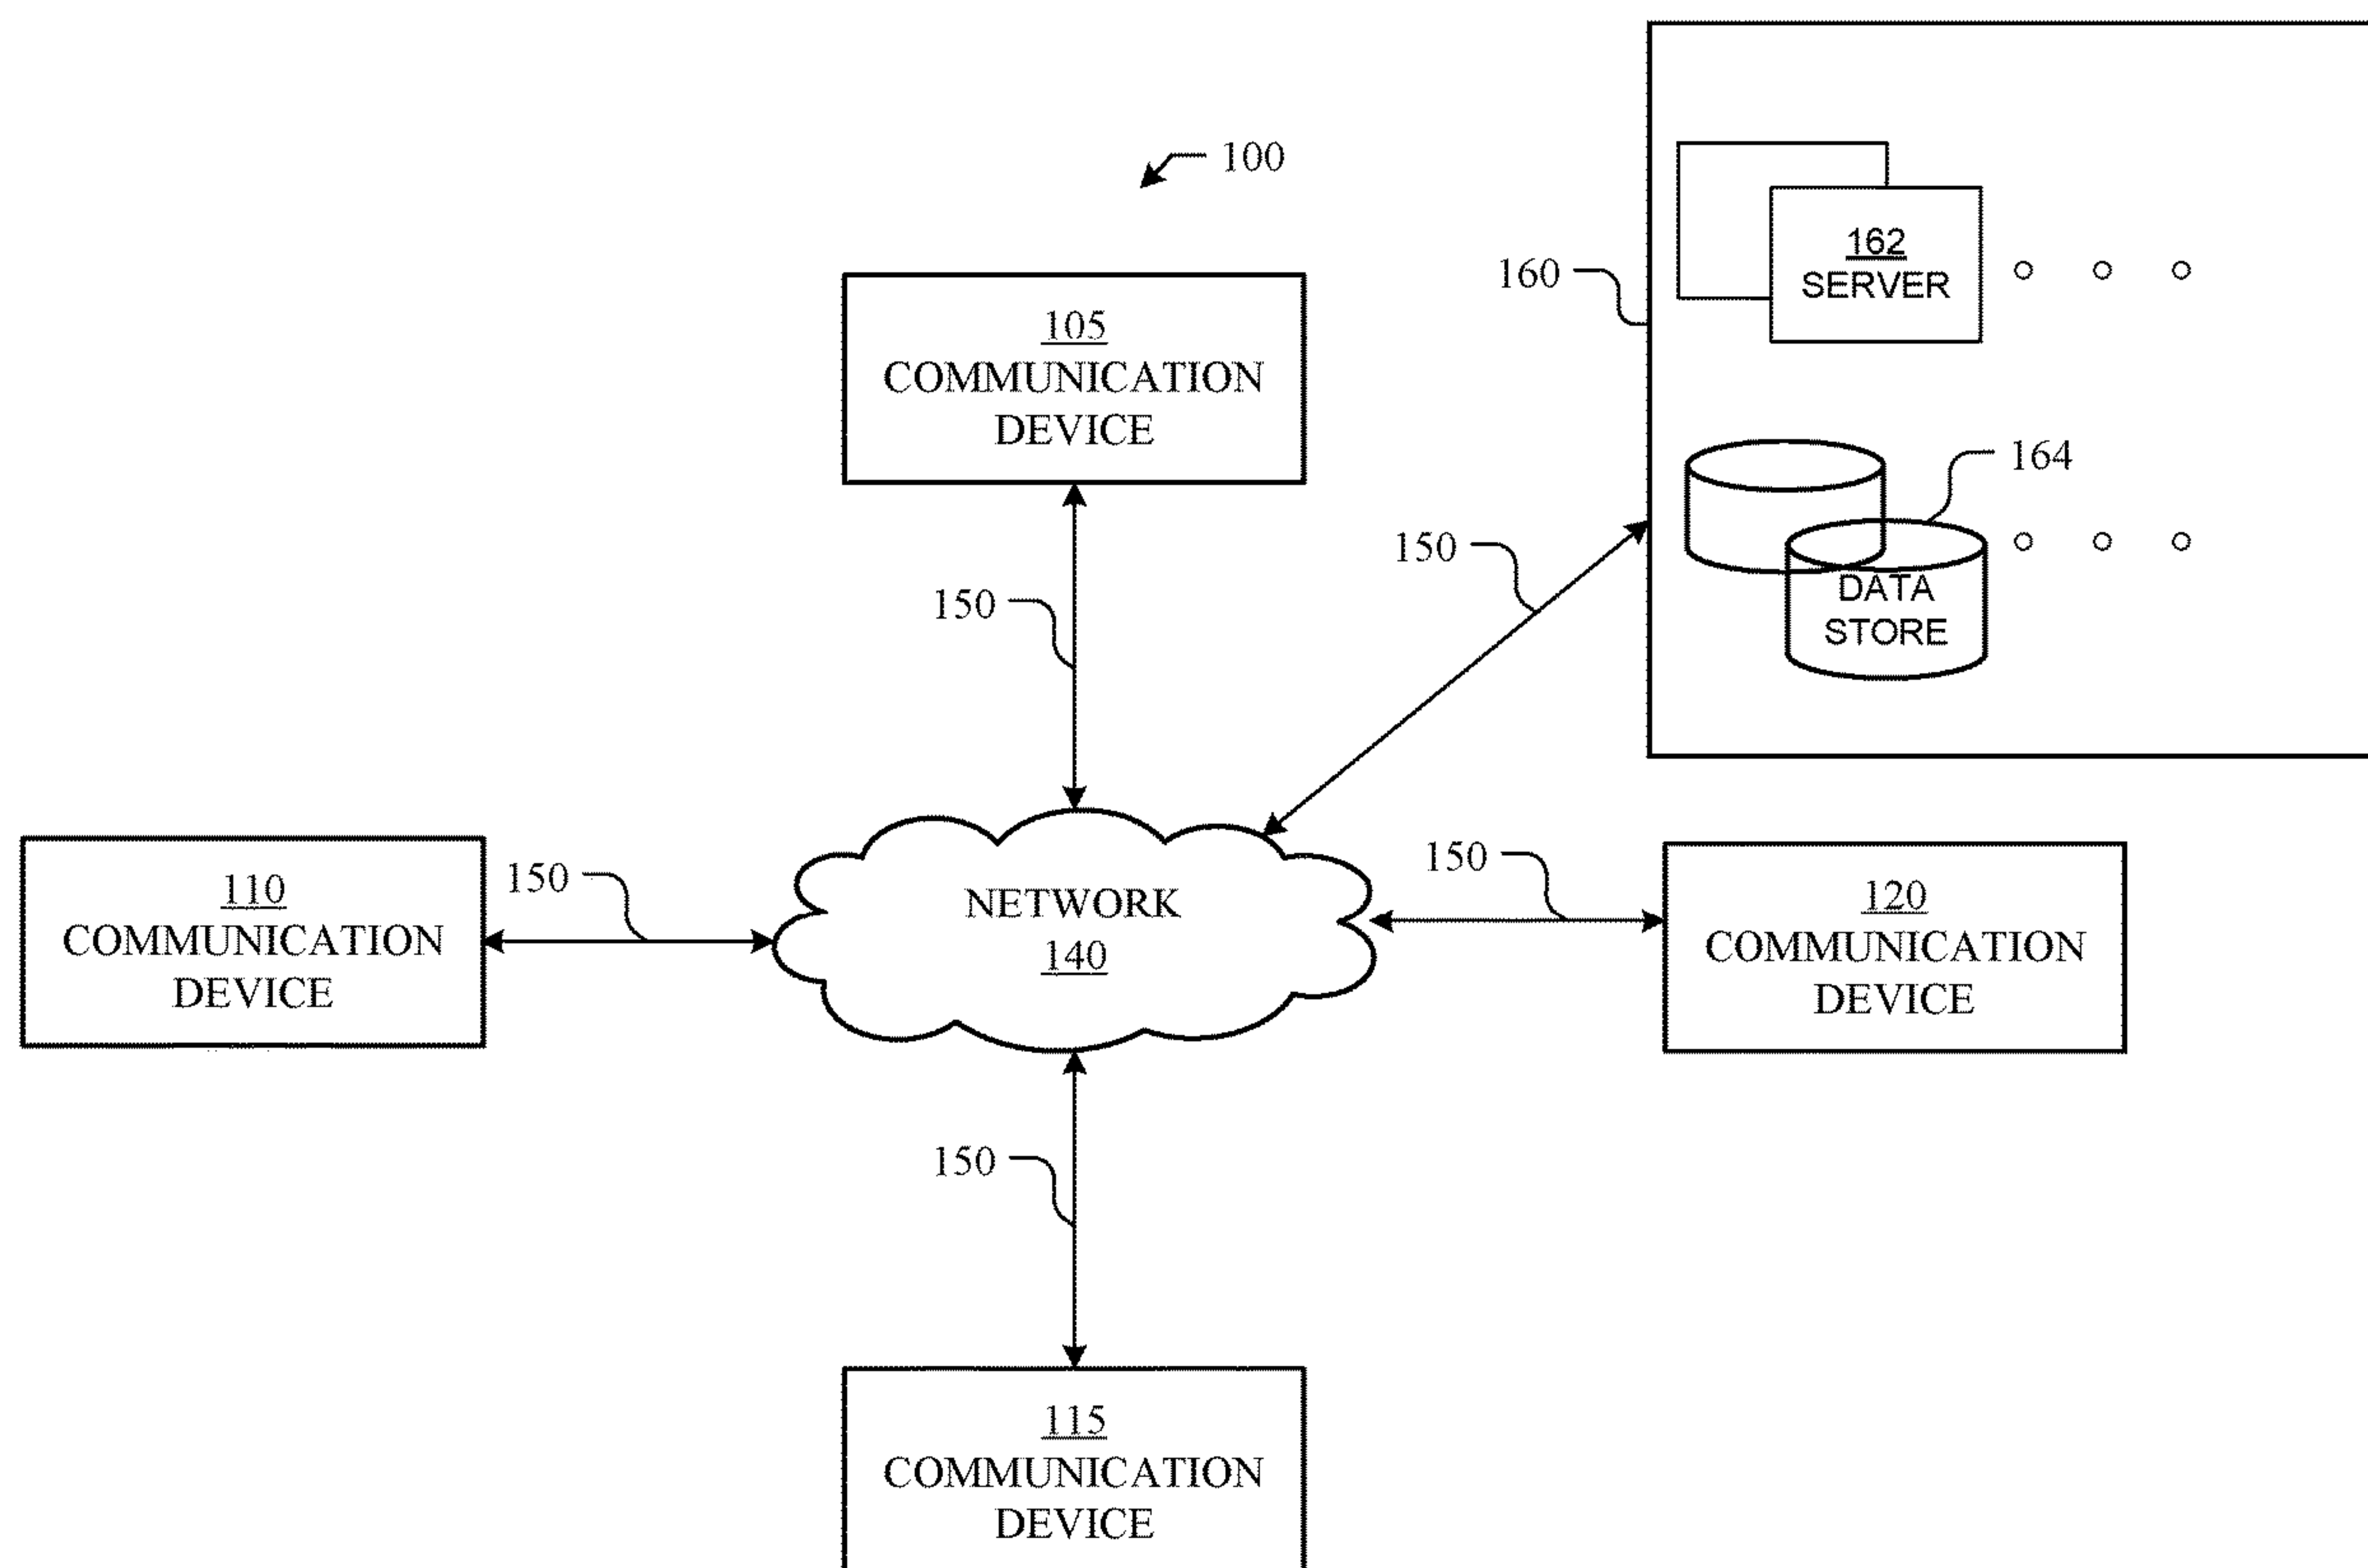 100
162
SERVER
160
105
COMMUNICATION
DEVICE
164
150
DATA
STORE
150
150
150
110
COMMUNICATION
DEVICE
NETWORK
140
120
COMMUNICATION
DEVICE
150
115
COMMUNICATION
DEVICE